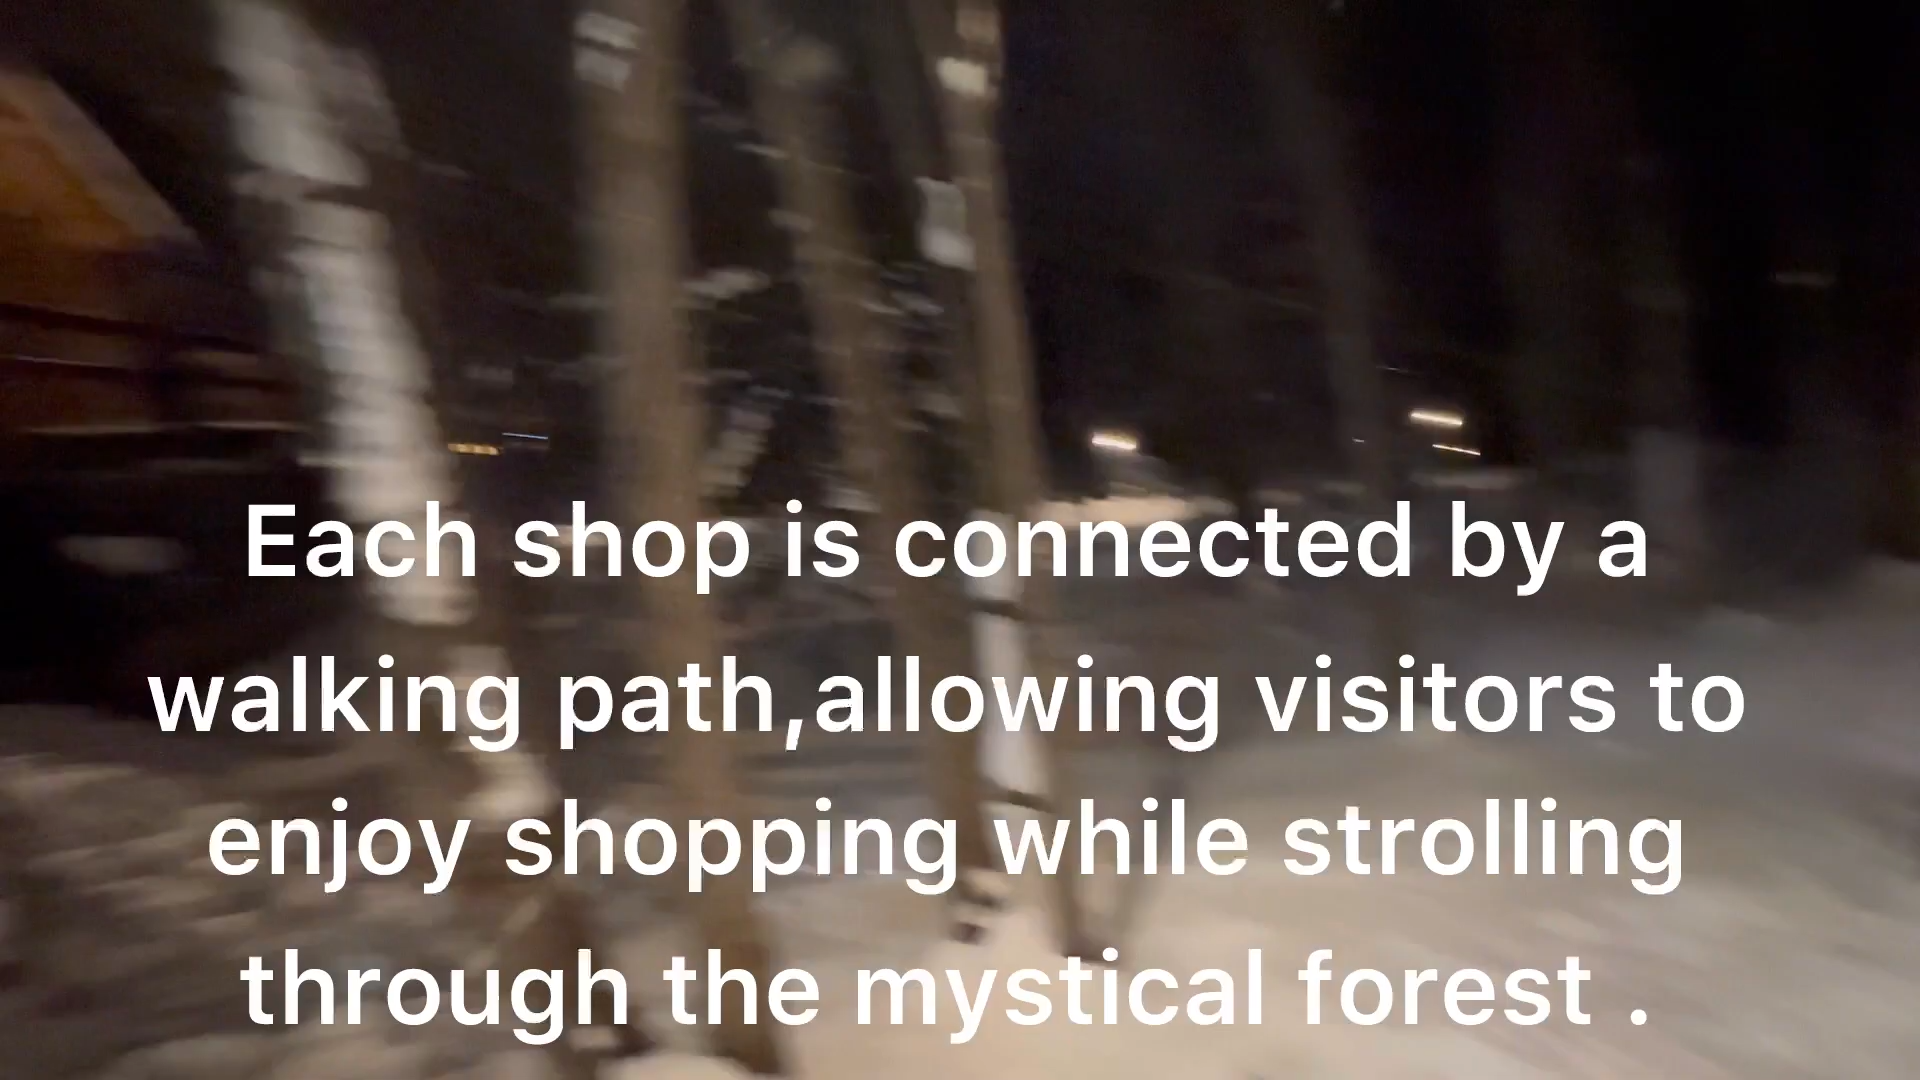 Each shop is connected by a
walking path,allowing visitors to
enjoy shopping while strolling
through the mystical forest .